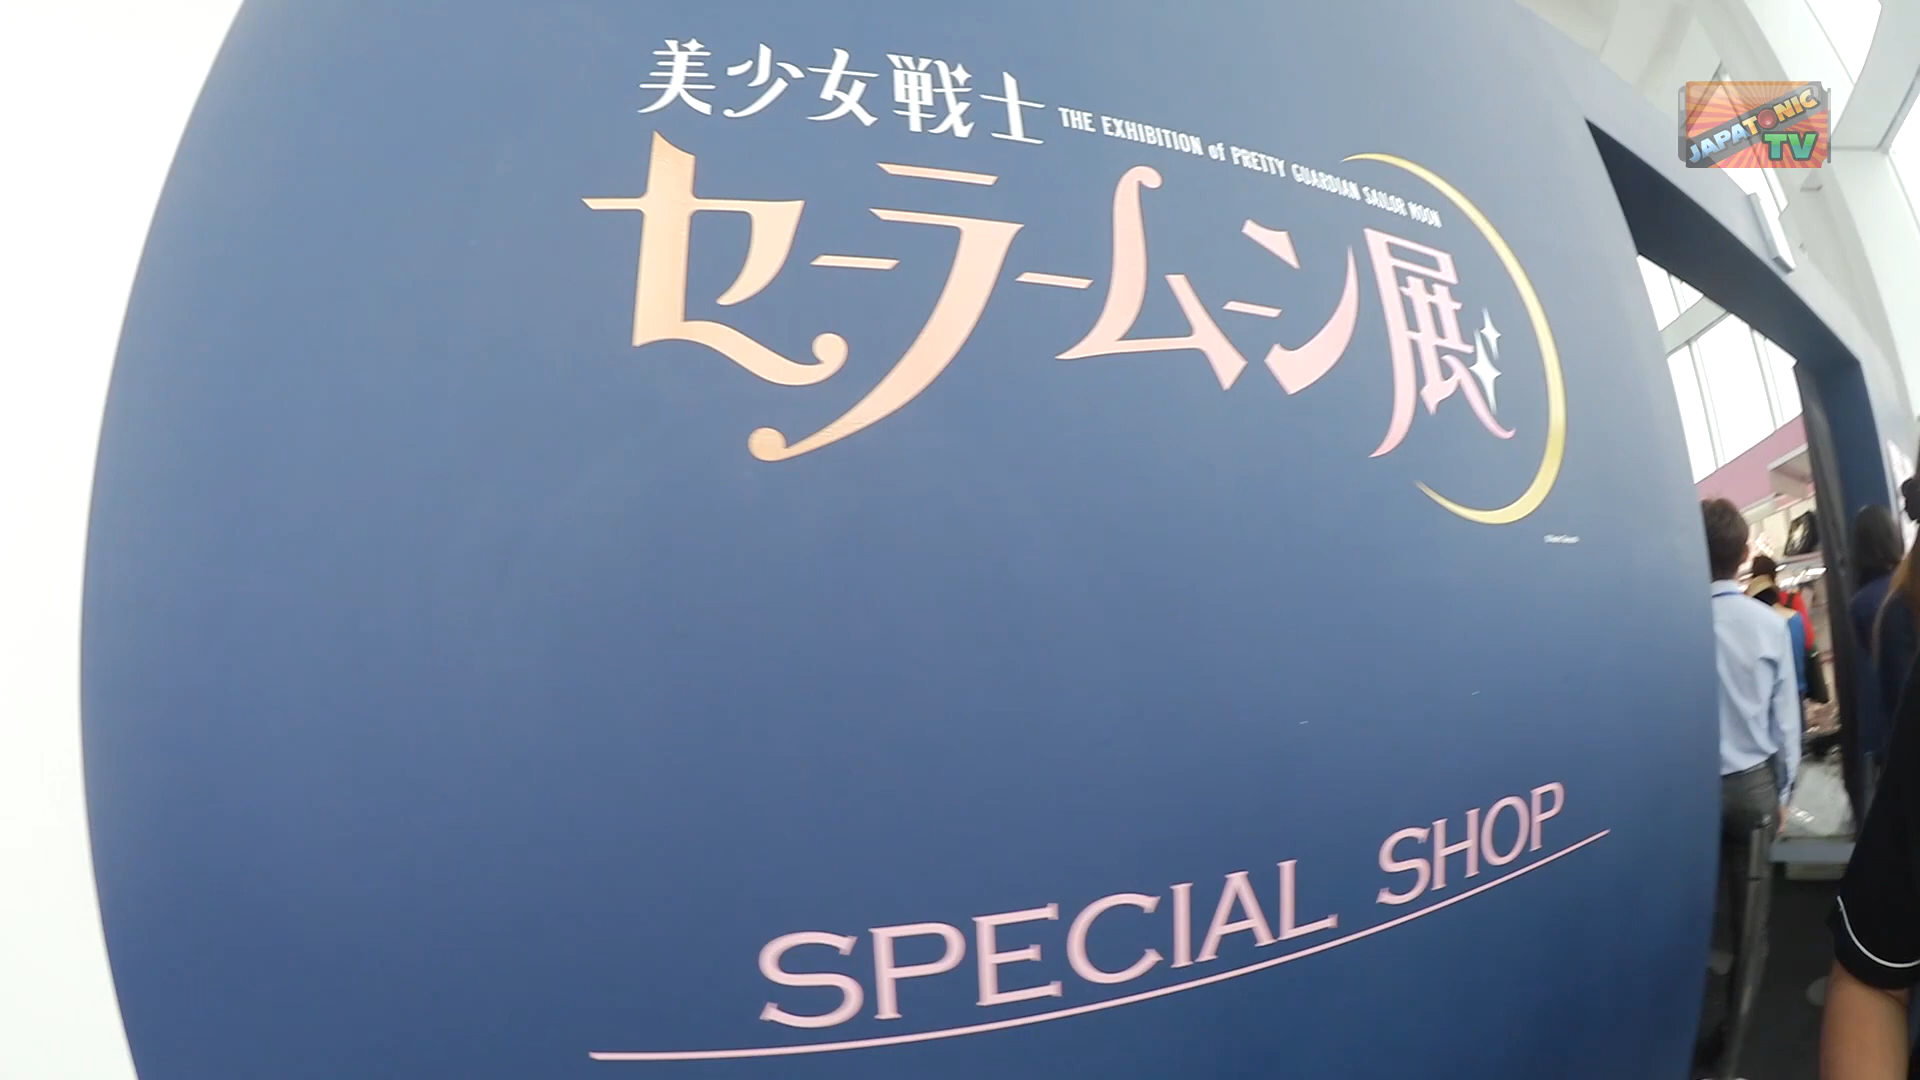 美少女戦士
THE EXHIBITION of PRETTY GUARDIAN SAILOR MOON
セーラームーン展
SPECIAL SHOP
JAPATONIC
TV